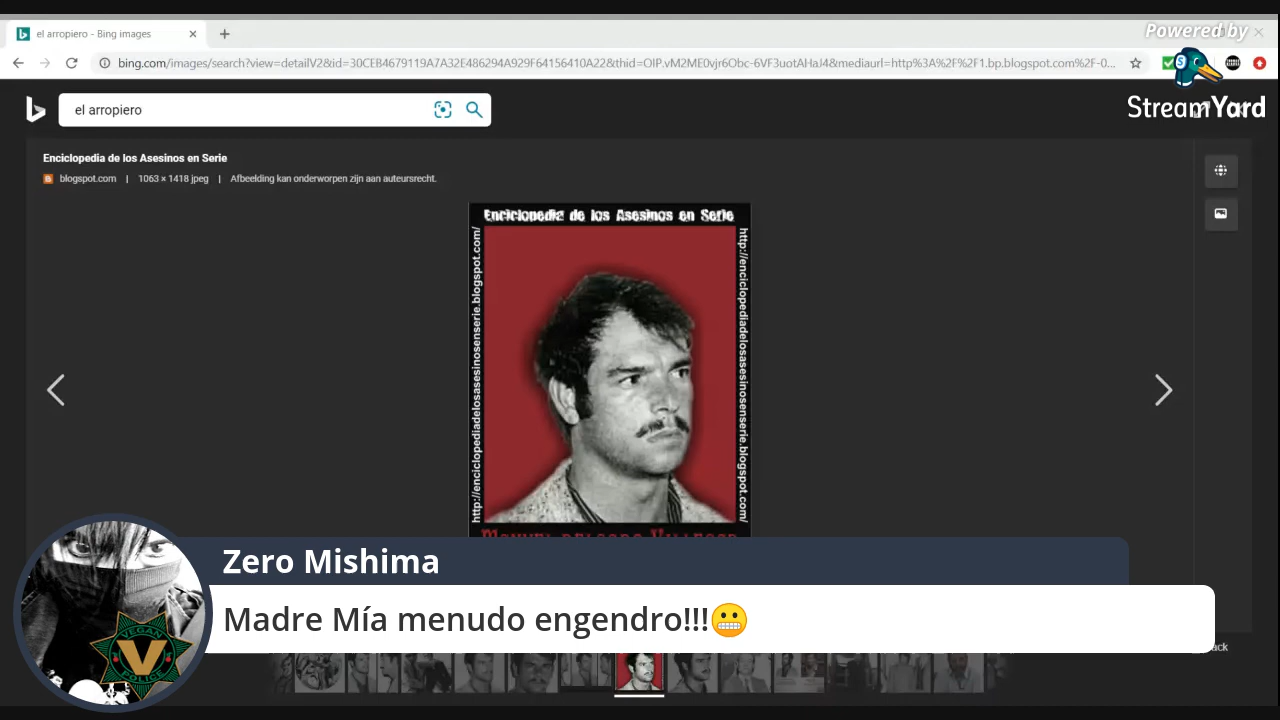 el arropiero - Bing images
Powered by
bing.com/images/search?view=detailV2&id=30CEB4679119A7A32E486294A929F64156410A22&thid=OIP.vM2ME0vjr6Obc-6VF3uotAHaJ4&mediaurl=http%3A%2F%2F1.bp.blogspot.com%2F-0...
el arropiero
StreamYard
Enciclopedia de los Asesinos en Serie
blogspot.com | 1063 × 1418 jpeg | Afbeelding kan onderworpen zijn aan auteursrecht.
Enciclopedia de los Asesinos en Serie
http://enciclopediadelosasesinosenserie.blogspot.com/
http://enciclopediadelosasesinosenserie.blogspot.com/
Zero Mishima
Madre Mía menudo engendro!!!😬
VEGAN
V
POLICE